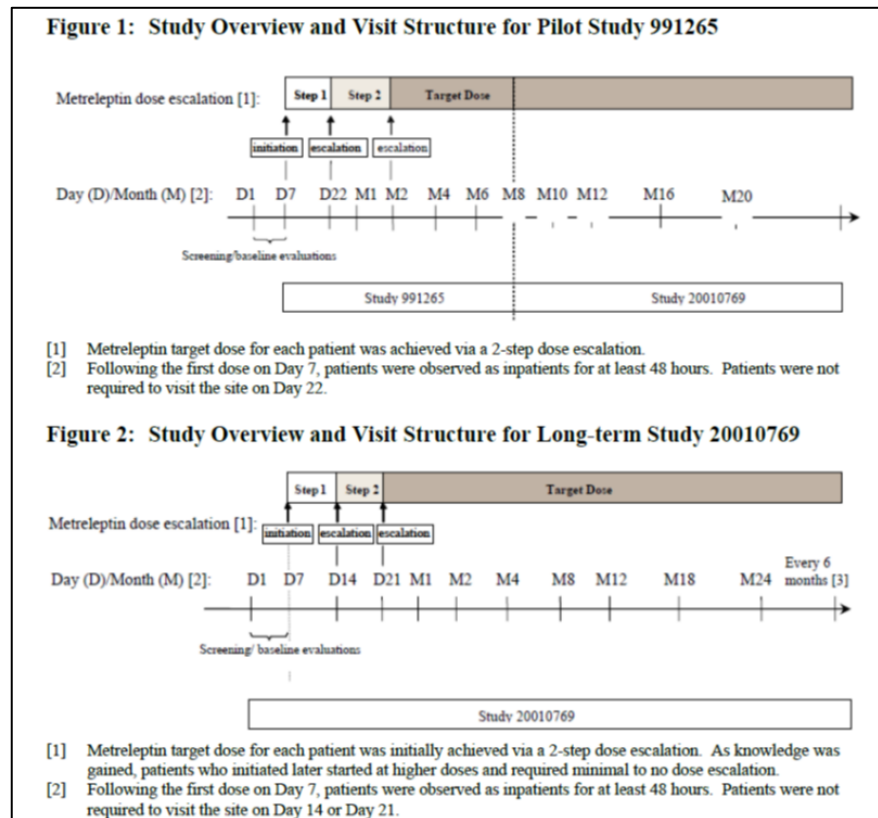 Figure 1: Study Overview and Visit Structure for Pilot Study 991265
Metreleptin dose escalation [1]:
Step 1 Step 2 Target Dose
initiation escalation escalation
Day (D)/Month (M) [2]: D1 D7 D22 M1 M2 M4 M6 M8 M10 M12 M16 M20
Screening/baseline evaluations
Study 991265 Study 20010769
[1] Metreleptin target dose for each patient was achieved via a 2-step dose escalation.
[2] Following the first dose on Day 7, patients were observed as inpatients for at least 48 hours. Patients were not
required to visit the site on Day 22.
Figure 2: Study Overview and Visit Structure for Long-term Study 20010769
Step 1 Step 2 Target Dose
Metreleptin dose escalation [1]:
initiation escalation escalation
Day (D)/Month (M) [2]: D1 D7 D14 D21 M1 M2 M4 M8 M12 M18 M24 Every 6
months [3]
Screening/ baseline evaluations
Study 20010769
[1] Metreleptin target dose for each patient was initially achieved via a 2-step dose escalation. As knowledge was
gained, patients who initiated later started at higher doses and required minimal to no dose escalation.
[2] Following the first dose on Day 7, patients were observed as inpatients for at least 48 hours. Patients were not
required to visit the site on Day 14 or Day 21.